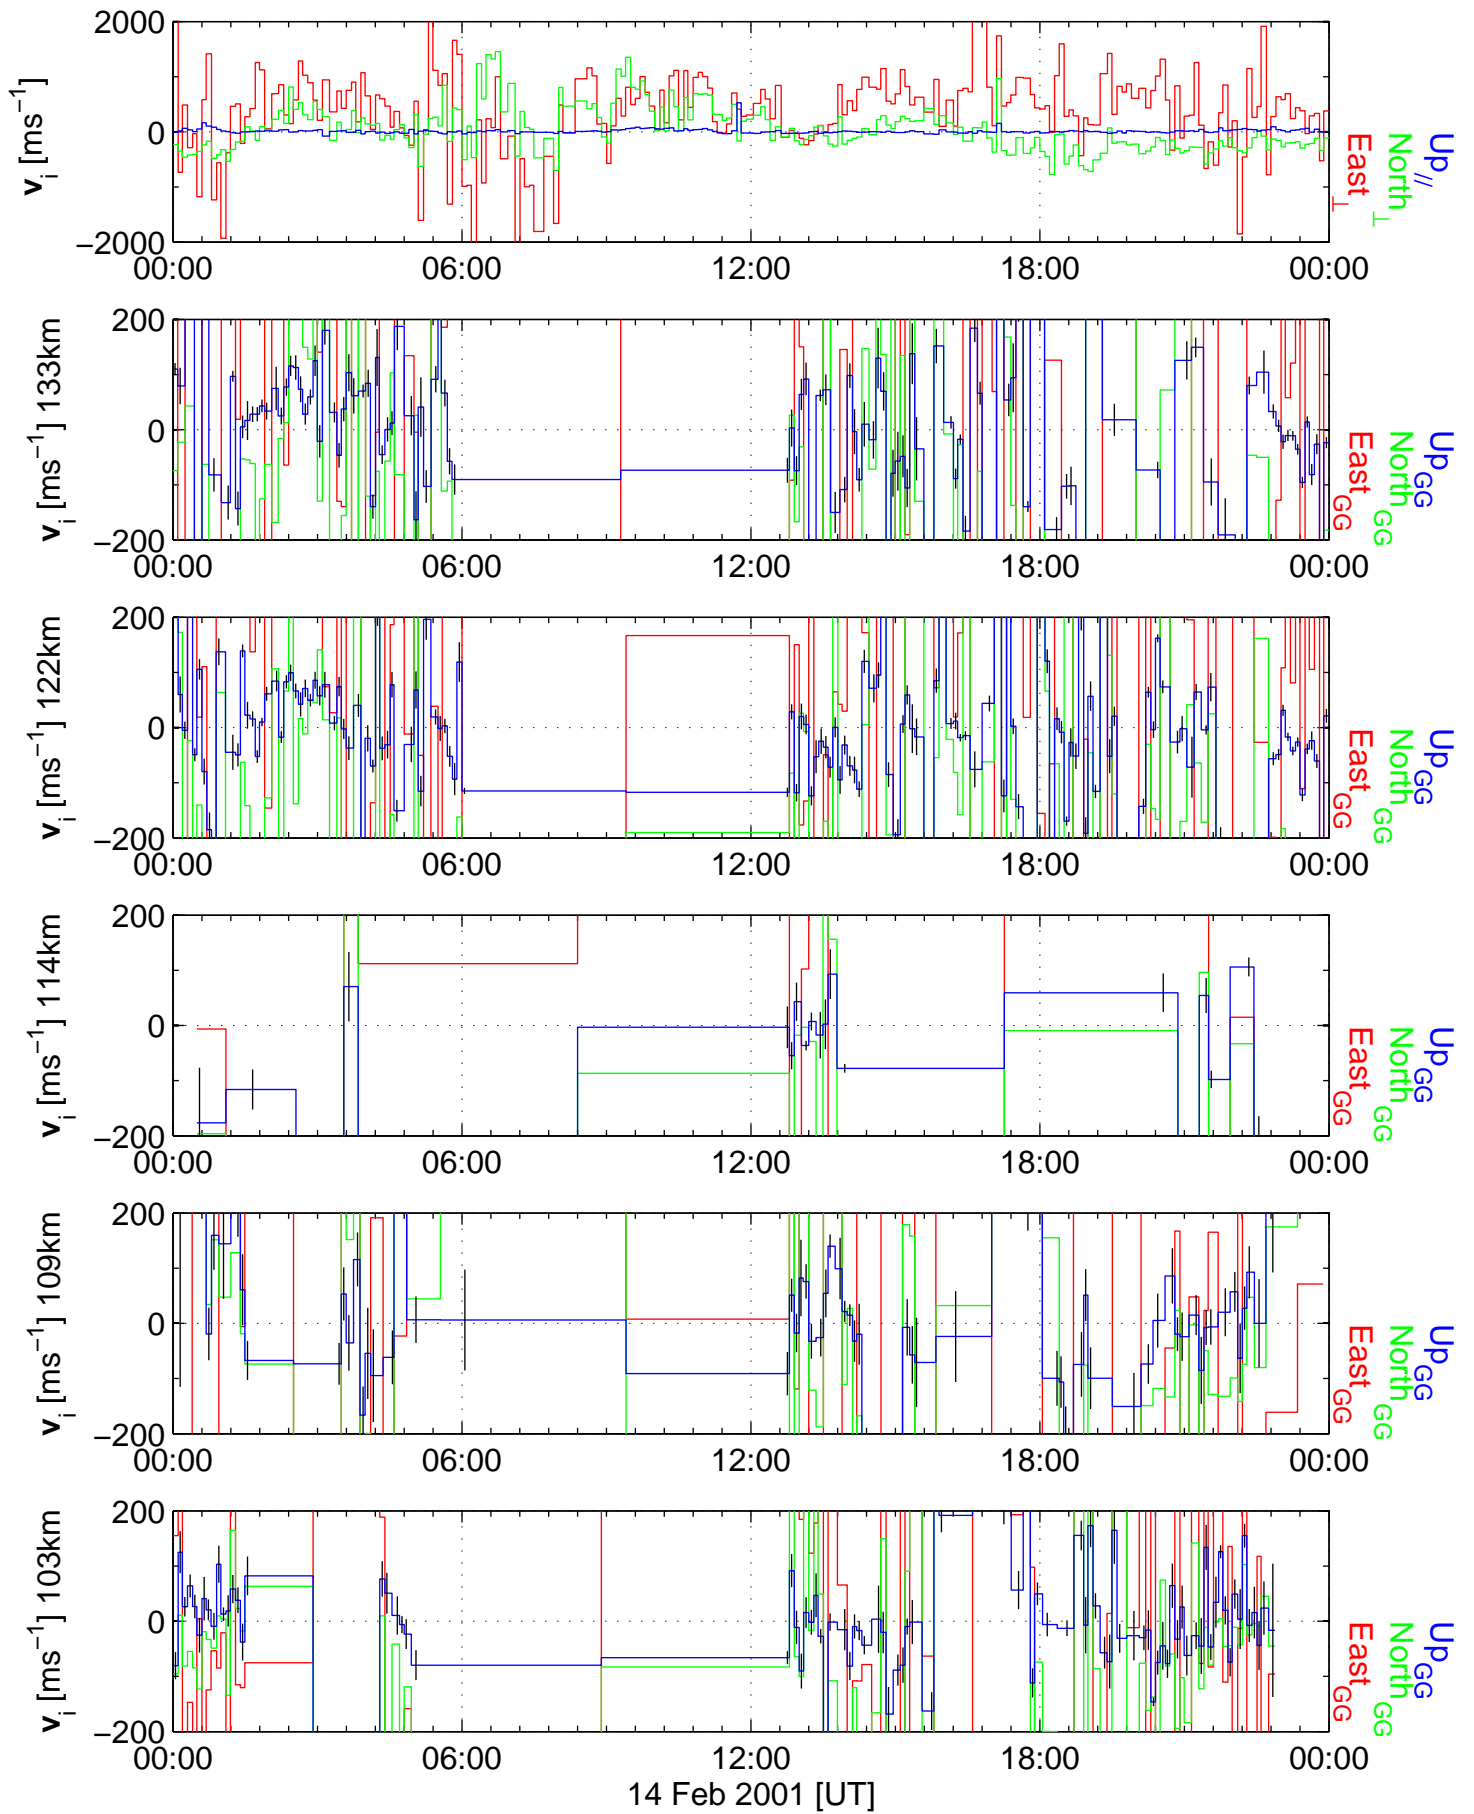 2000
0
−2000
v_i [ms⁻¹]
00:00 06:00 12:00 18:00 00:00
East_⊥
North_⊥
Up_//
200
0
−200
v_i [ms⁻¹] 133km
00:00 06:00 12:00 18:00 00:00
East_GG
North_GG
Up_GG
200
0
−200
v_i [ms⁻¹] 122km
00:00 06:00 12:00 18:00 00:00
East_GG
North_GG
Up_GG
200
0
−200
v_i [ms⁻¹] 114km
00:00 06:00 12:00 18:00 00:00
East_GG
North_GG
Up_GG
200
0
−200
v_i [ms⁻¹] 109km
00:00 06:00 12:00 18:00 00:00
East_GG
North_GG
Up_GG
200
0
−200
v_i [ms⁻¹] 103km
00:00 06:00 12:00 18:00 00:00
East_GG
North_GG
Up_GG
14 Feb 2001 [UT]